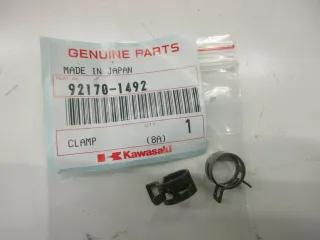 GENUINE PARTS
MADE IN JAPAN
92170-1492
QTY
1
CLAMP (8A)
Kawasaki